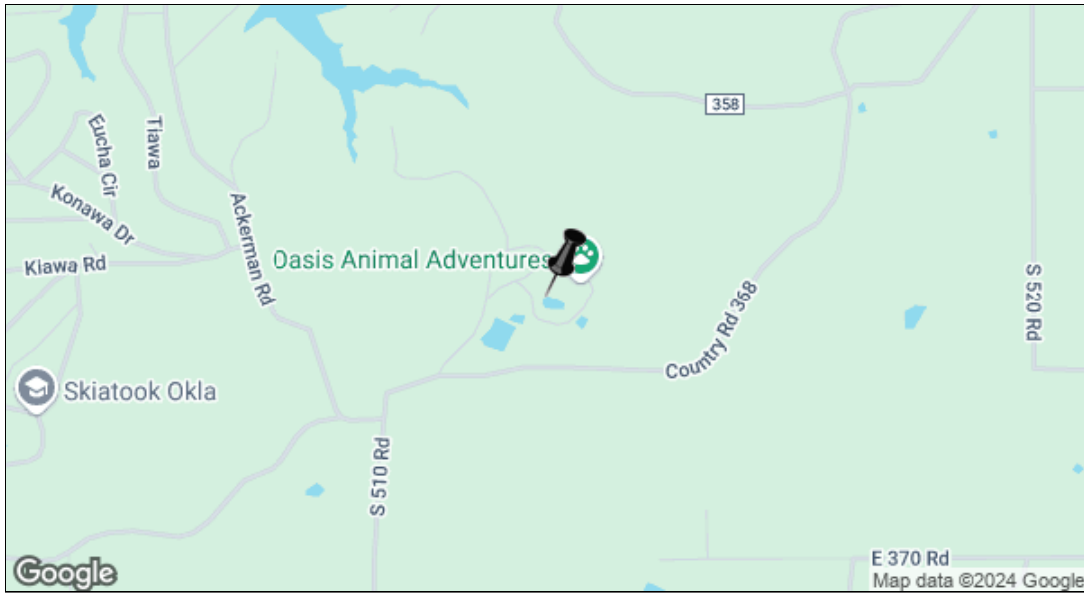 358
Eucha Cir
Tiawa
Konawa Dr
Ackerman Rd
Kiawa Rd
Oasis Animal Adventures
S 520 Rd
Country Rd 368
Skiatook Okla
S 510 Rd
E 370 Rd
Google
Map data ©2024 Google